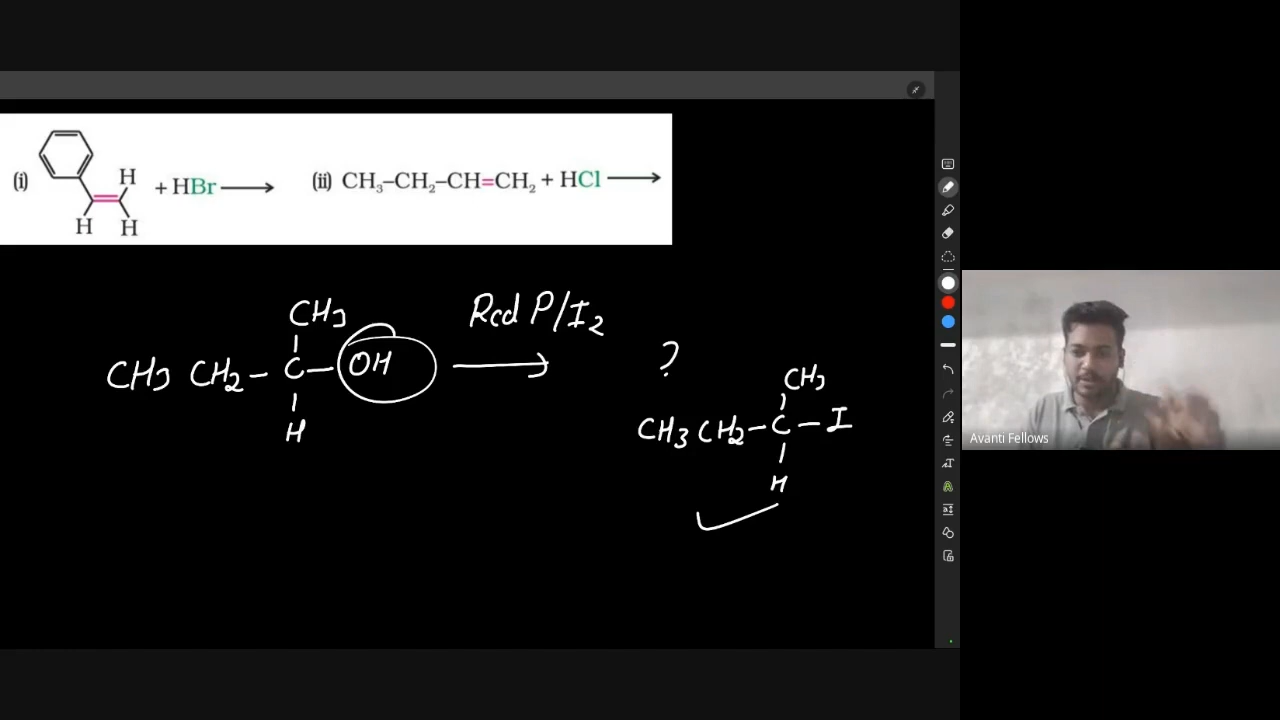 (i) H H H + HBr ⟶ (ii) CH₃–CH₂–CH=CH₂ + HCl ⟶
CH3
Red P/I2
CH3 CH2 – C – OH ⟶ ?
H
CH3
CH3 CH2 – C – I
H
Avanti Fellows